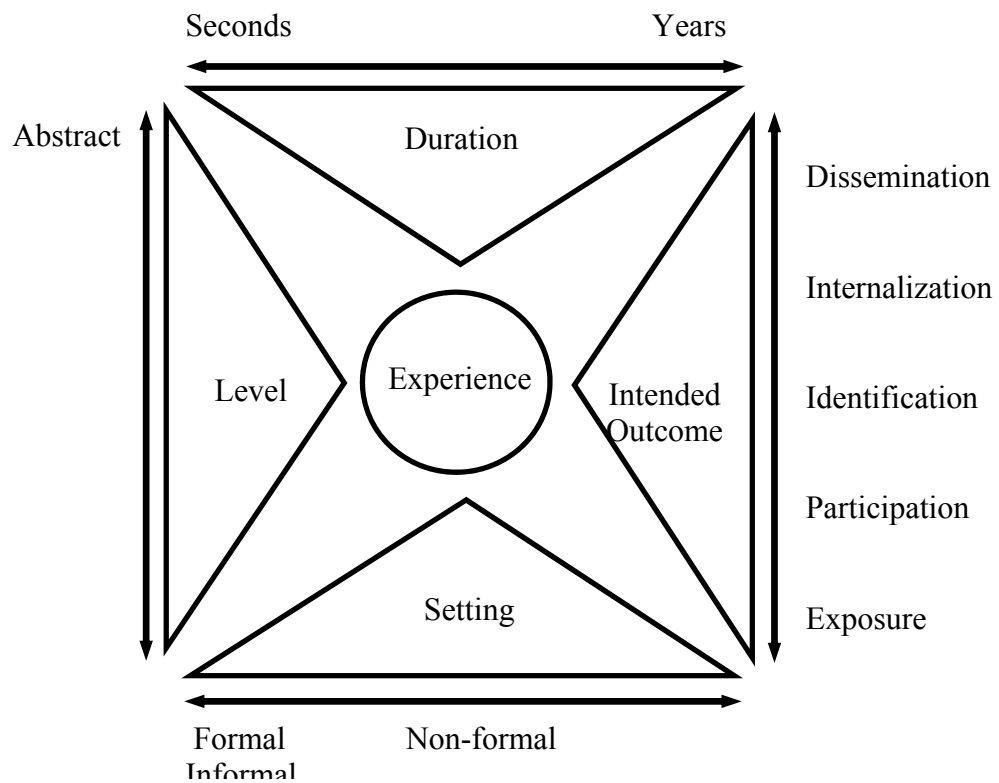 Seconds Years
Abstract
Duration
Dissemination
Internalization
Level
Experience
Intended
Outcome
Identification
Participation
Setting
Exposure
Formal Non-formal
Informal